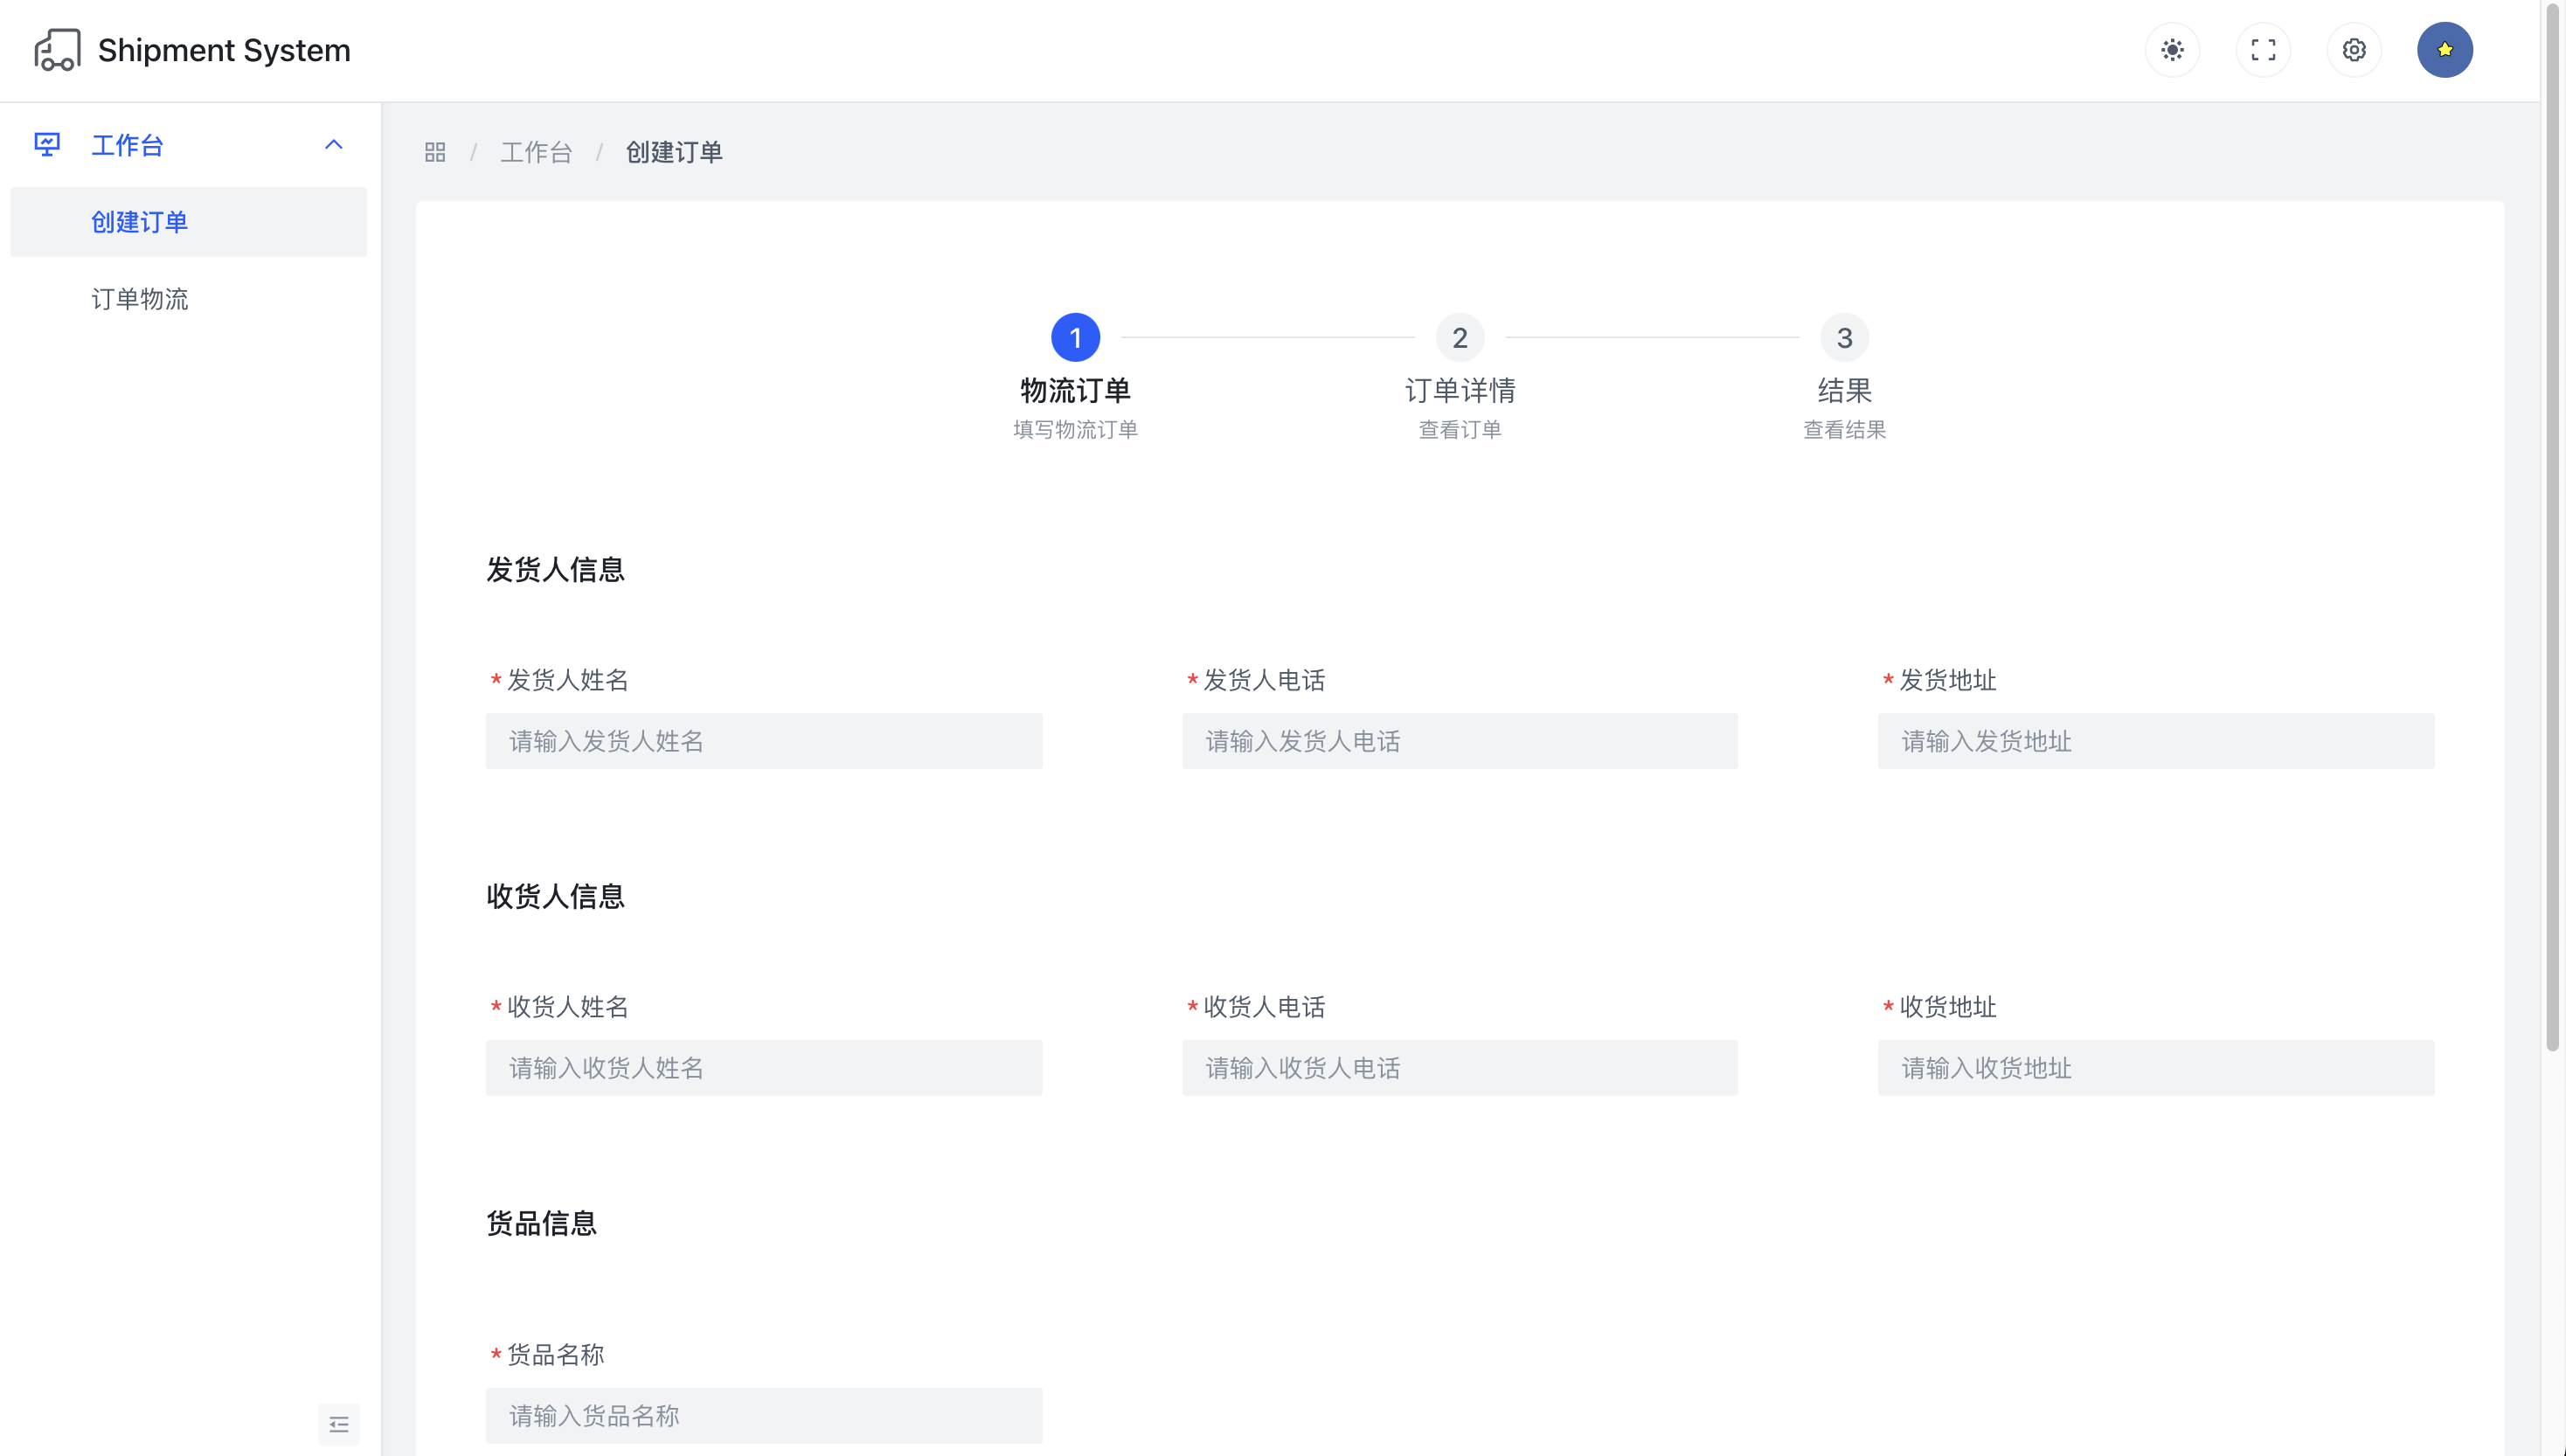 Shipment System
工作台
创建订单
订单物流
/ 工作台 / 创建订单
1 2 3
物流订单 订单详情 结果
填写物流订单 查看订单 查看结果
发货人信息
* 发货人姓名 * 发货人电话 * 发货地址
请输入发货人姓名 请输入发货人电话 请输入发货地址
收货人信息
* 收货人姓名 * 收货人电话 * 收货地址
请输入收货人姓名 请输入收货人电话 请输入收货地址
货品信息
* 货品名称
请输入货品名称